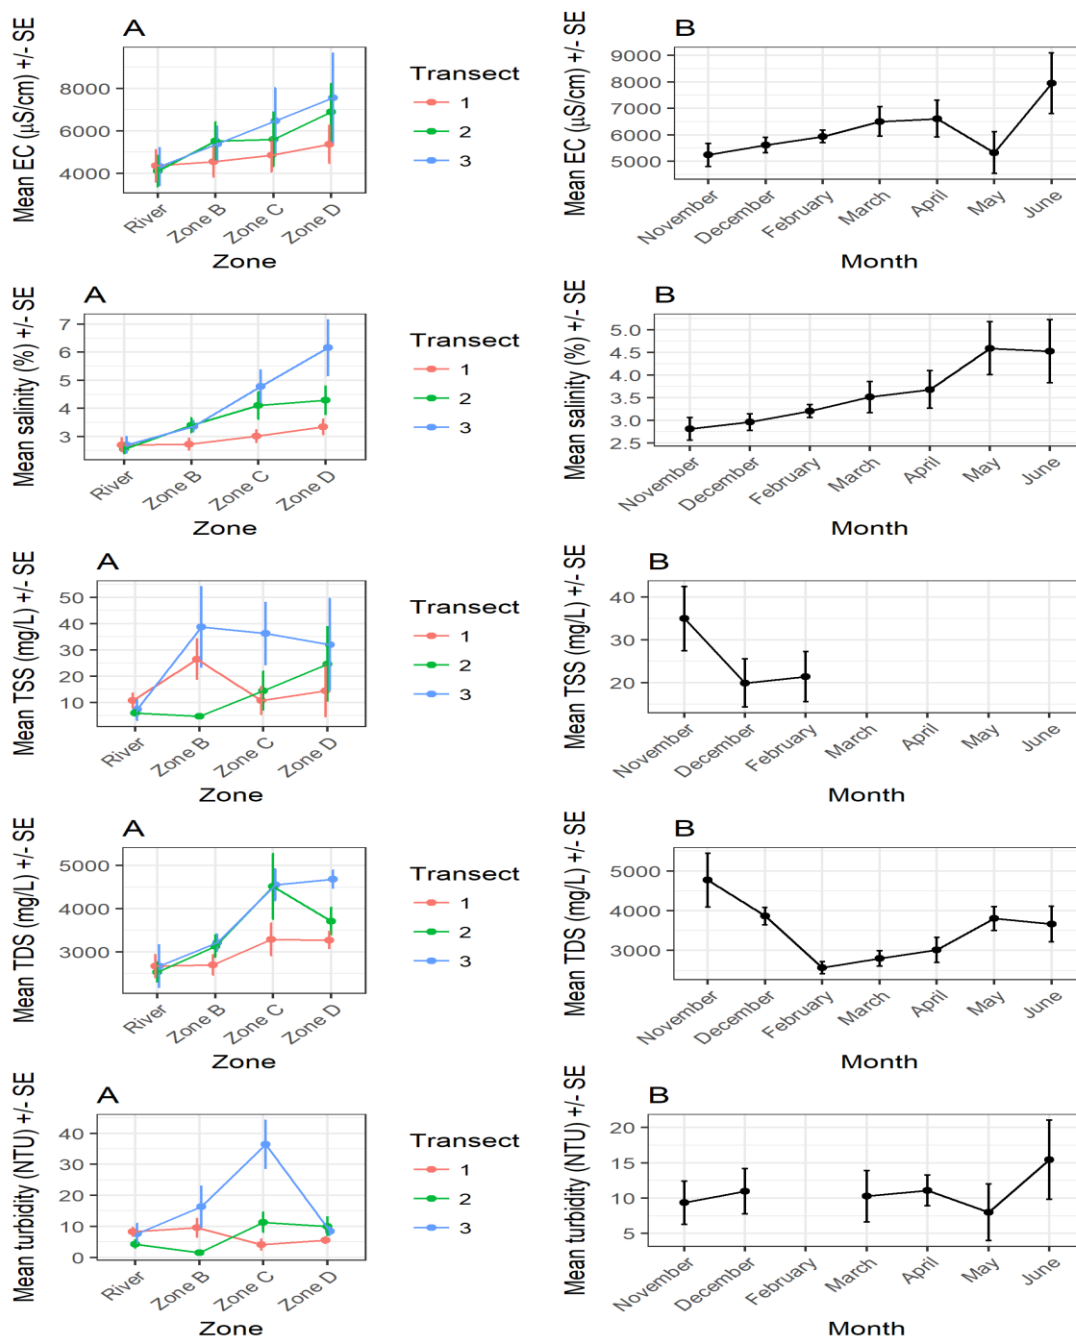 A
Mean EC (µS/cm) +/- SE
8000
6000
4000
River
Zone B
Zone C
Zone D
Zone
Transect
1
2
3
B
Mean EC (µS/cm) +/- SE
9000
8000
7000
6000
5000
November
December
February
March
April
May
June
Month
A
Mean salinity (%) +/- SE
7
6
5
4
3
River
Zone B
Zone C
Zone D
Zone
Transect
1
2
3
B
Mean salinity (%) +/- SE
5.0
4.5
4.0
3.5
3.0
2.5
November
December
February
March
April
May
June
Month
A
Mean TSS (mg/L) +/- SE
50
40
30
20
10
River
Zone B
Zone C
Zone D
Zone
Transect
1
2
3
B
Mean TSS (mg/L) +/- SE
40
30
20
November
December
February
March
April
May
June
Month
A
Mean TDS (mg/L) +/- SE
5000
4000
3000
River
Zone B
Zone C
Zone D
Zone
Transect
1
2
3
B
Mean TDS (mg/L) +/- SE
5000
4000
3000
November
December
February
March
April
May
June
Month
A
Mean turbidity (NTU) +/- SE
40
30
20
10
0
River
Zone B
Zone C
Zone D
Zone
Transect
1
2
3
B
Mean turbidity (NTU) +/- SE
20
15
10
5
November
December
February
March
April
May
June
Month